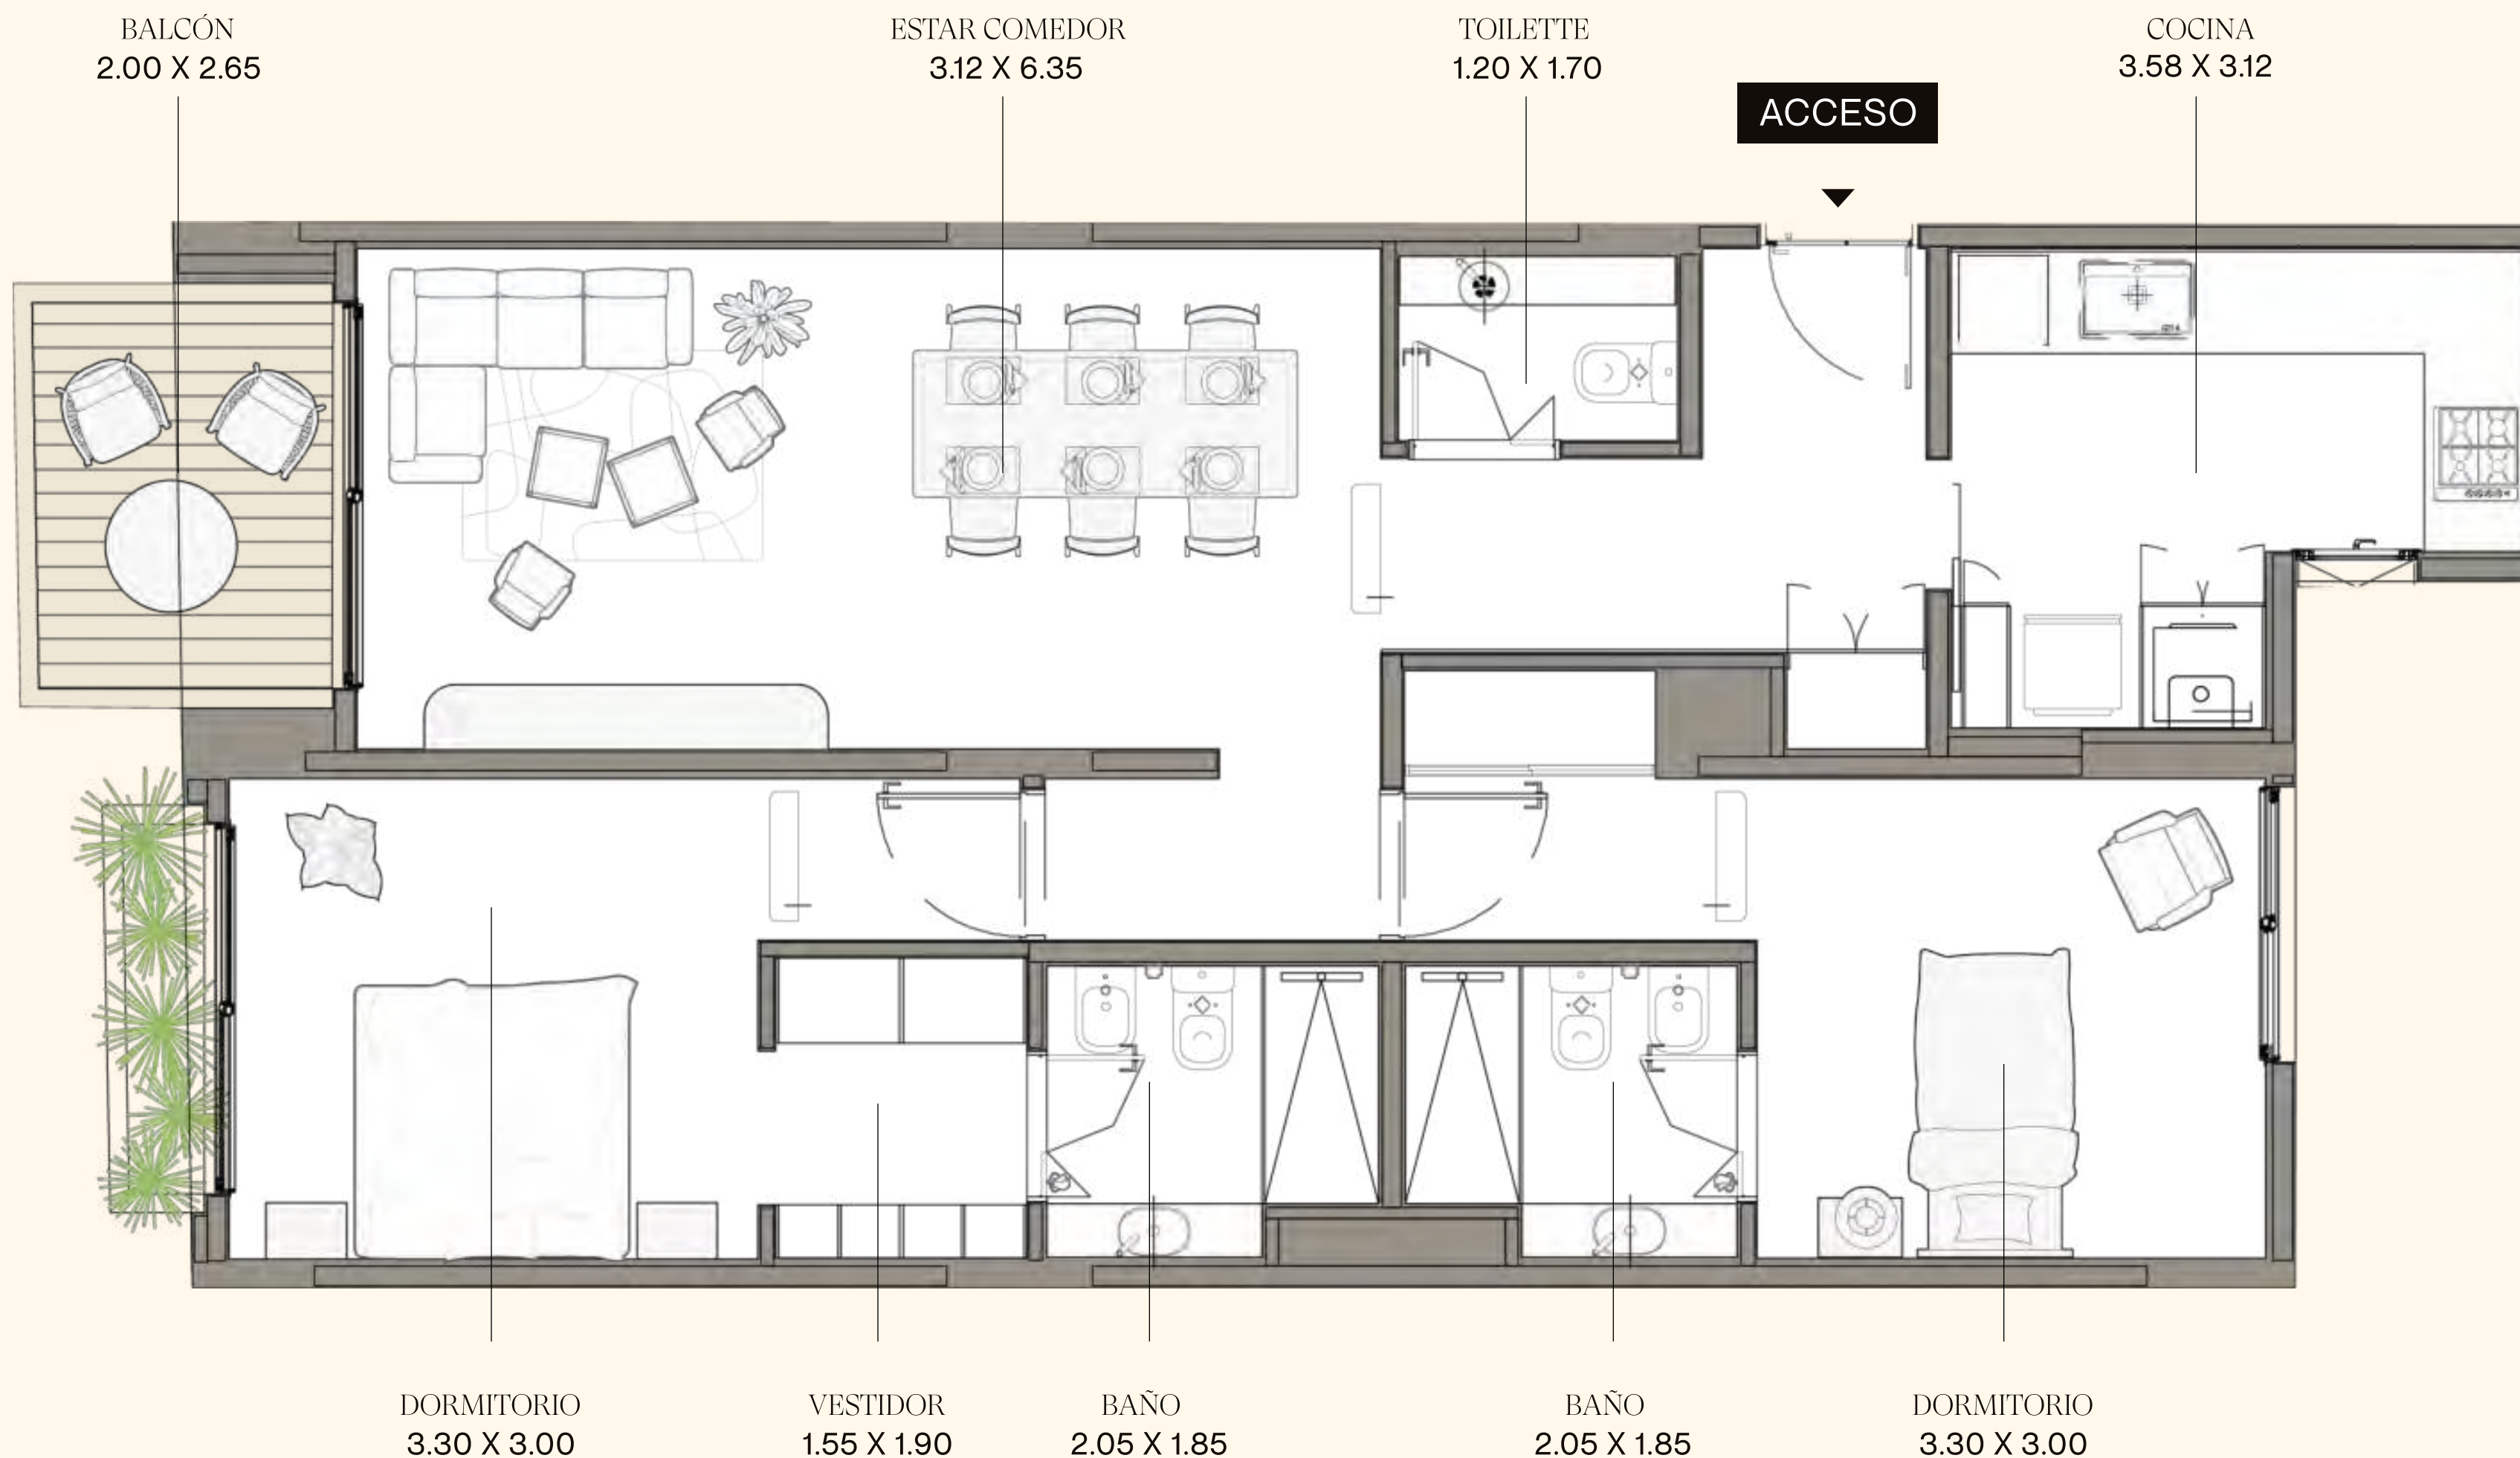 BALCÓN
2.00 X 2.65
ESTAR COMEDOR
3.12 X 6.35
TOILETTE
1.20 X 1.70
ACCESO
COCINA
3.58 X 3.12
DORMITORIO
3.30 X 3.00
VESTIDOR
1.55 X 1.90
BAÑO
2.05 X 1.85
BAÑO
2.05 X 1.85
DORMITORIO
3.30 X 3.00